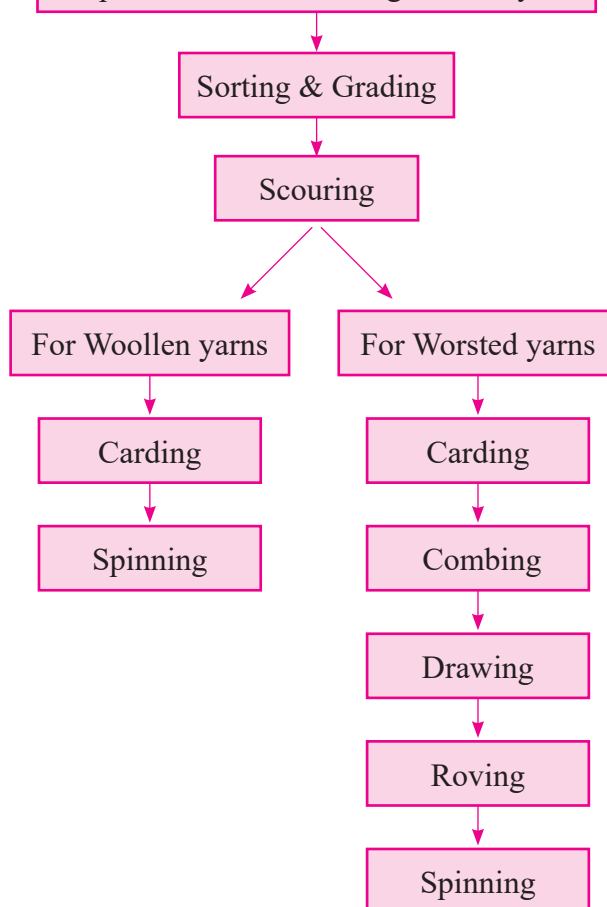 Sorting & Grading
Scouring
For Woollen yarns
For Worsted yarns
Carding
Carding
Spinning
Combing
Drawing
Roving
Spinning